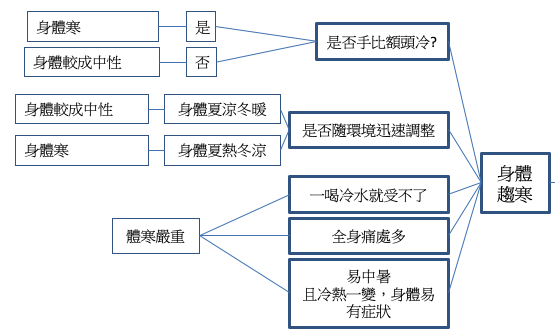 身體寒
是
身體較成中性
否
是否手比額頭冷?
身體較成中性
身體夏涼冬暖
身體寒
身體夏熱冬涼
是否隨環境迅速調整
身體
趨寒
一喝冷水就受不了
體寒嚴重
全身痛處多
易中暑
且冷熱一變，身體易
有症狀